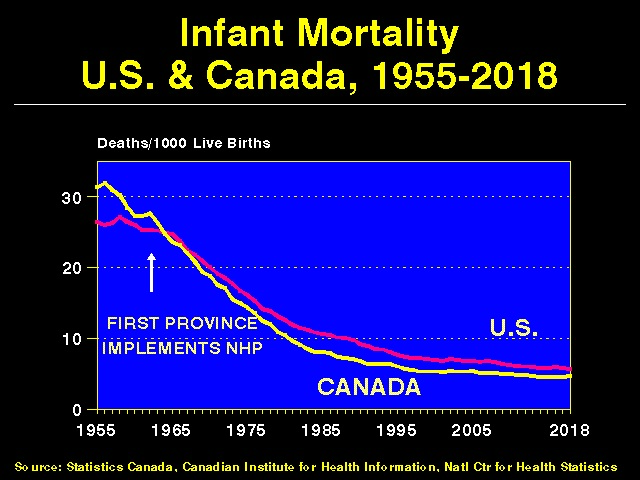 Infant Mortality
U.S. & Canada, 1955-2018
Deaths/1000 Live Births
30
20
10
0
FIRST PROVINCE
IMPLEMENTS NHP
U.S.
CANADA
1955 1965 1975 1985 1995 2005 2018
Source: Statistics Canada, Canadian Institute for Health Information, Natl Ctr for Health Statistics